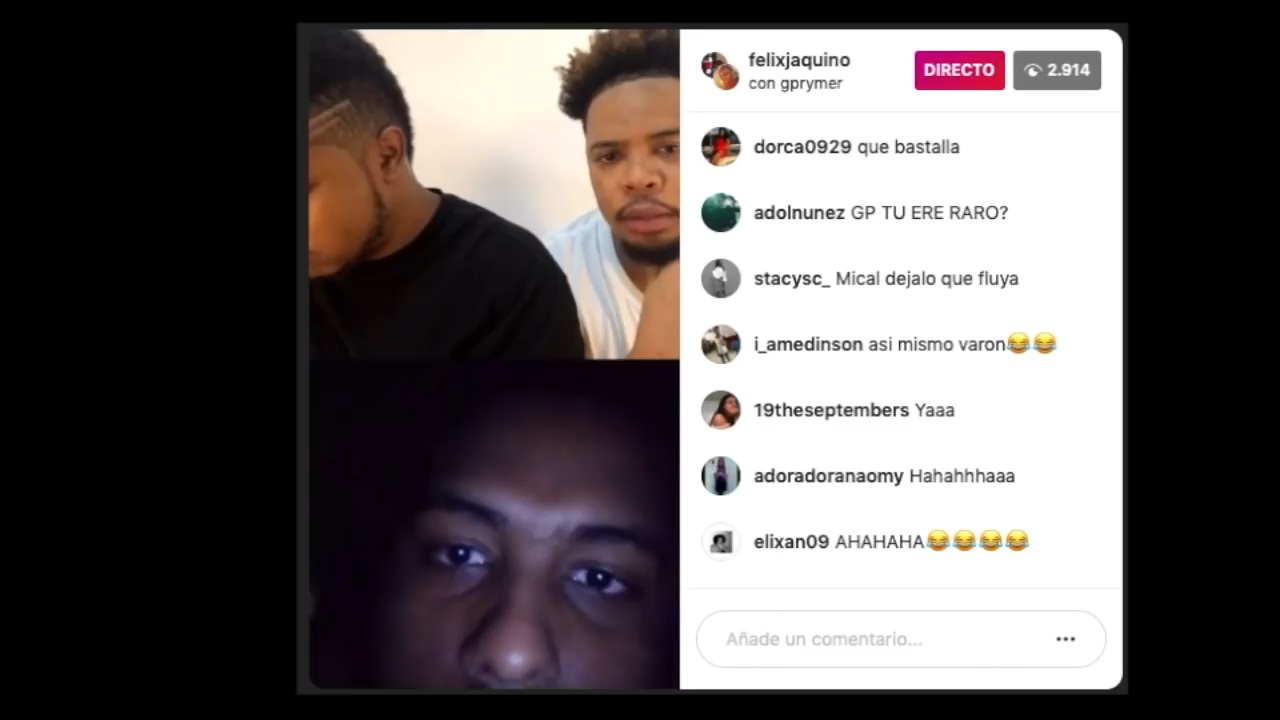 felixjaquino
con gprymer
DIRECTO
2.914
dorca0929 que bastalla
adolnunez GP TU ERE RARO?
stacysc_ Mical dejalo que fluya
i_amedinson asi mismo varon😂😂
19theseptembers Yaaa
adoradoranaomy Hahahhhaaa
elixan09 AHAHAHA😂😂😂😂
Añade un comentario...